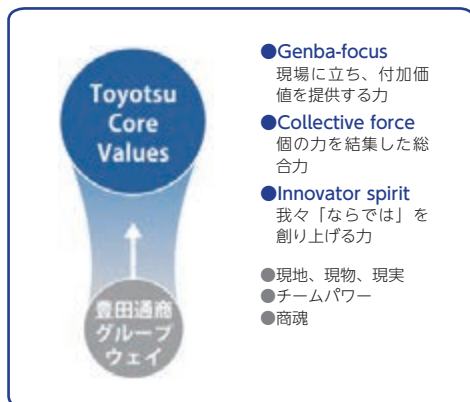 Toyotsu
Core
Values
豊田通商
グループ
ウェイ
●Genba-focus
現場に立ち、付加価
値を提供する力
●Collective force
個の力を結集した総
合力
●Innovator spirit
我々「ならでは」を
創り上げる力
●現地、現物、現実
●チームパワー
●商魂